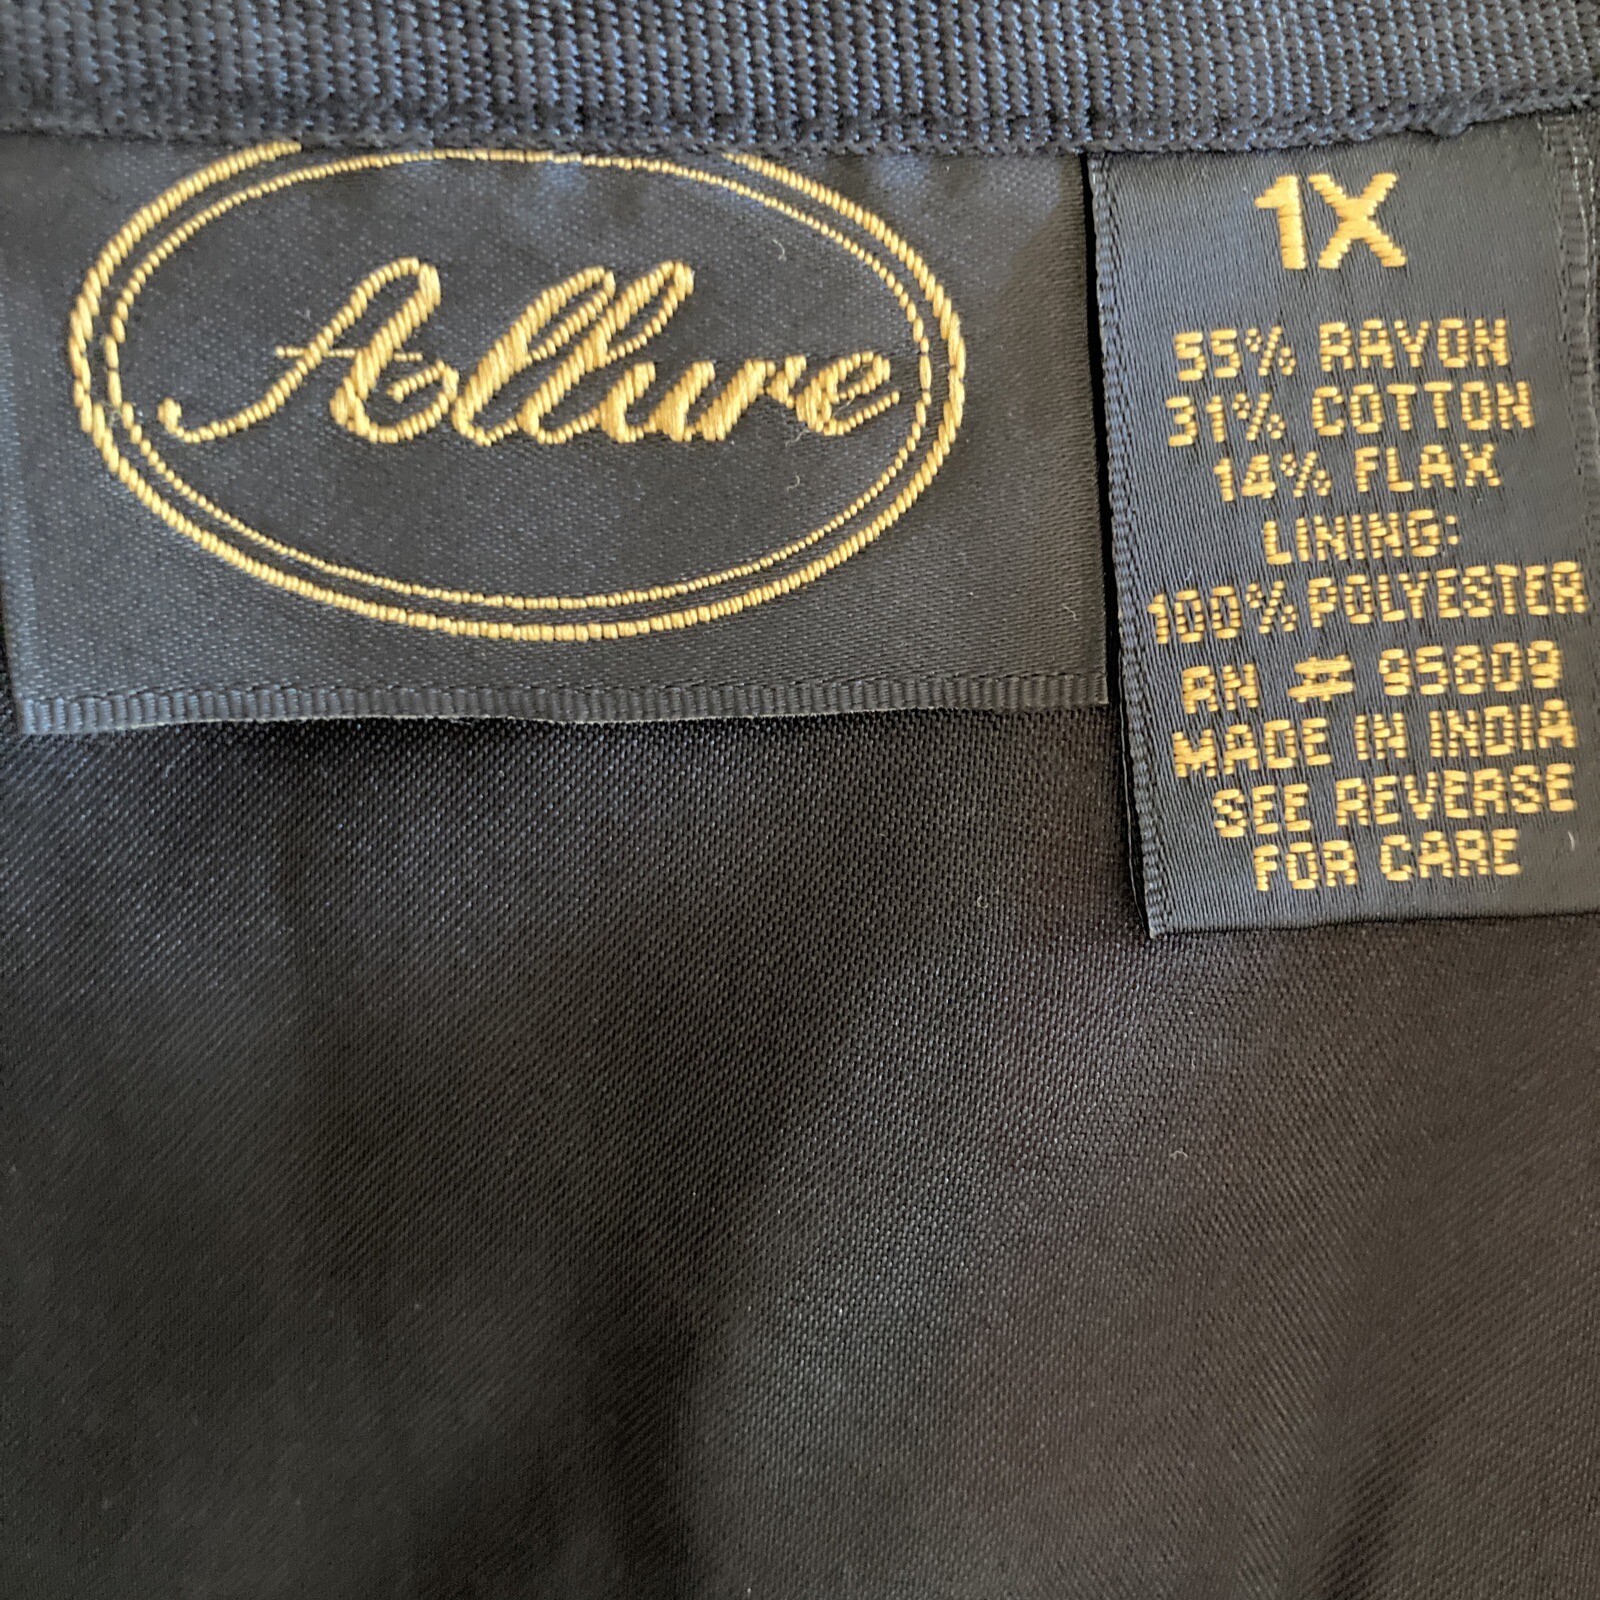 Allure
1X
55% RAYON
31% COTTON
14% FLAX
LINING:
100% POLYESTER
RN # 95809
MADE IN INDIA
SEE REVERSE
FOR CARE